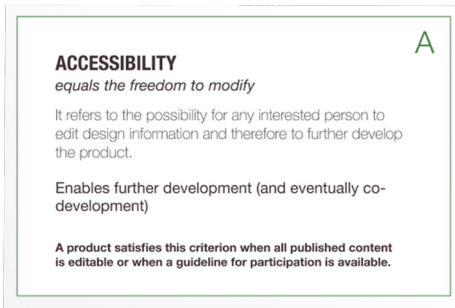 A
ACCESSIBILITY
equals the freedom to modify
It refers to the possibility for any interested person to
edit design information and therefore to further develop
the product.
Enables further development (and eventually co-
development)
A product satisfies this criterion when all published content
is editable or when a guideline for participation is available.